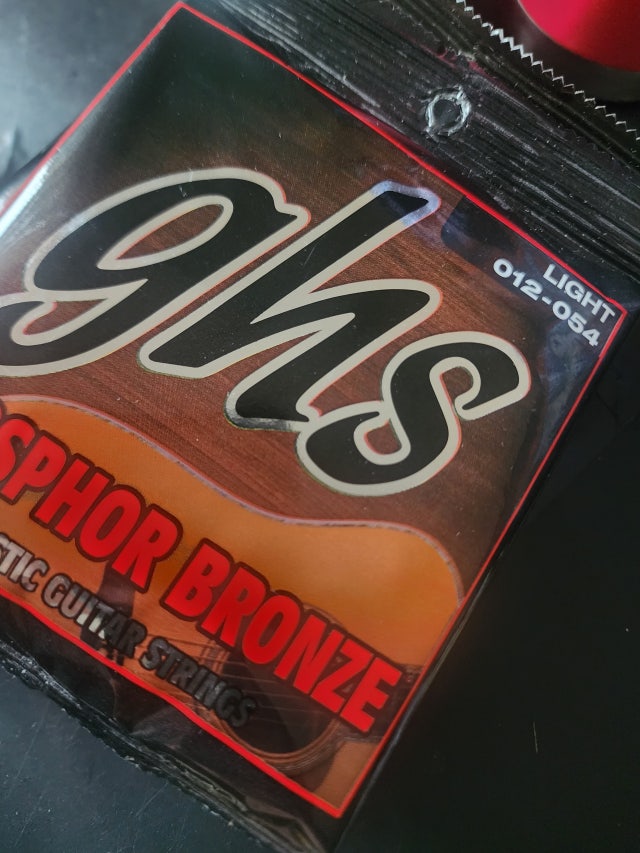 ghs
LIGHT
012-054
SPHOR BRONZE
STIC GUITAR STRINGS